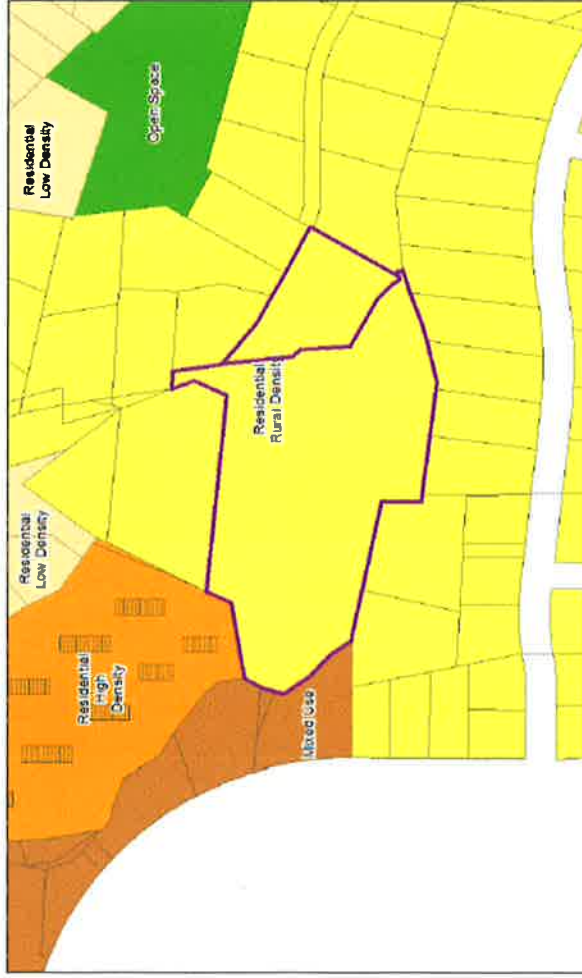 Residential
Low Density
Open Space
Residential
Low Density
Residential
High
Density
Residential
Rural Density
Mixed Use